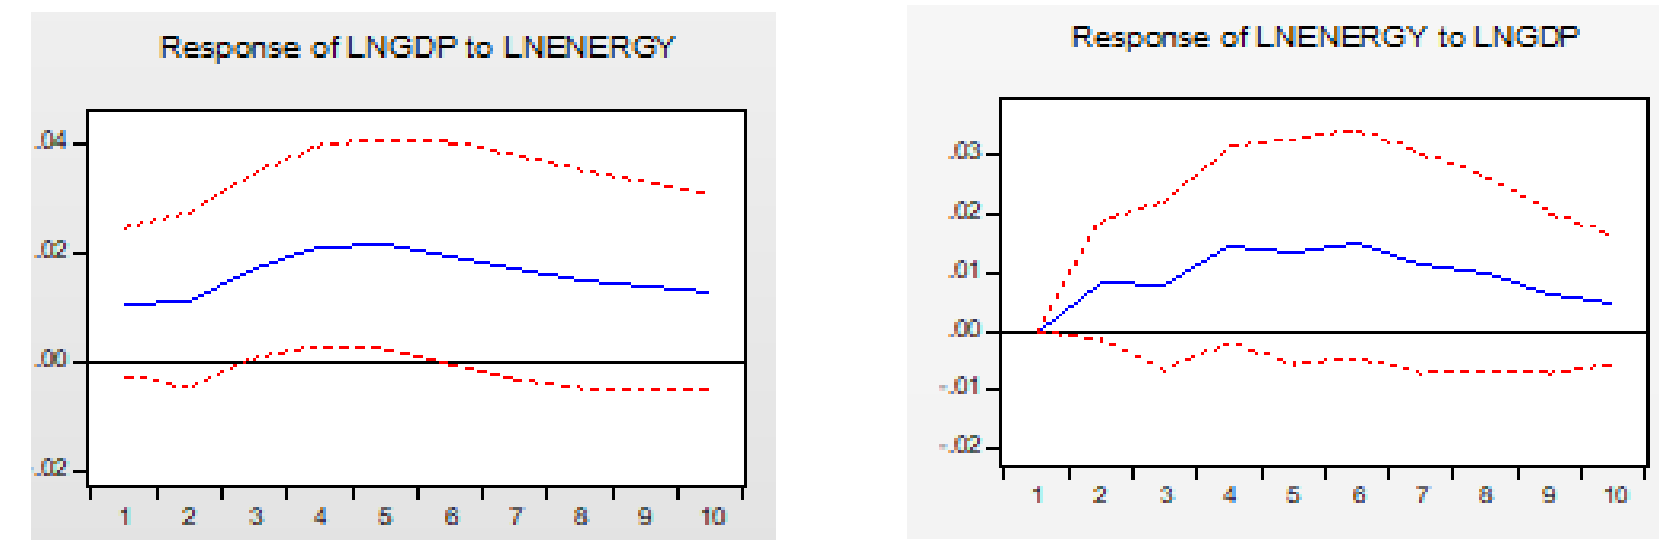 Response of LNGDP to LNENERGY
.04
.02
.00
-.02
1 2 3 4 5 6 7 8 9 10
Response of LNENERGY to LNGDP
.03
.02
.01
.00
-.01
-.02
1 2 3 4 5 6 7 8 9 10